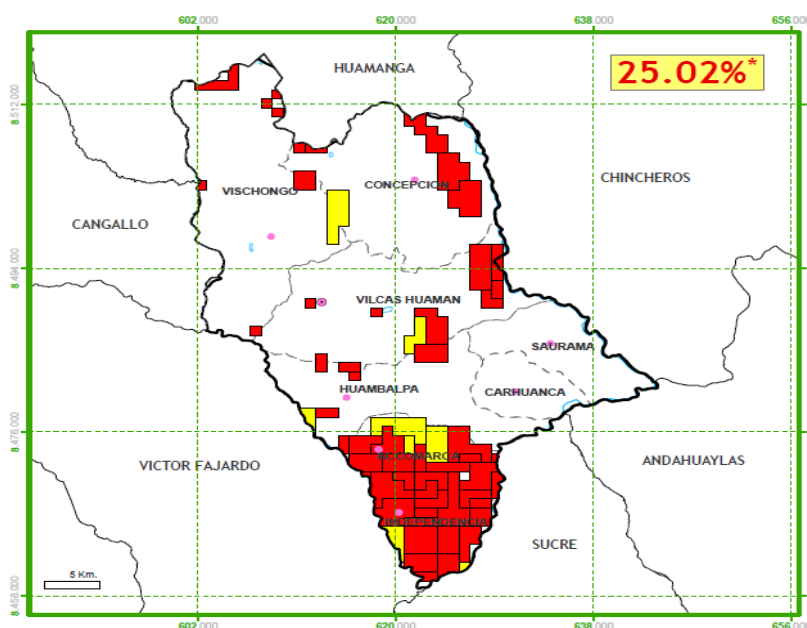 602.000
620.000
638.000
656.000
HUAMANGA
25.02%*
8 512.000
CHINCHEROS
CONCEPCION
VISCHONGO
CANGALLO
8 494.000
VILCAS HUAMAN
SAURAMA
HUAMBALPA
CARHUANCA
8 476.000
ACCOMARCA
VICTOR FAJARDO
ANDAHUAYLAS
INDEPENDENCIA
SUCRE
5 Km.
8 458.000
602.000
620.000
638.000
656.000